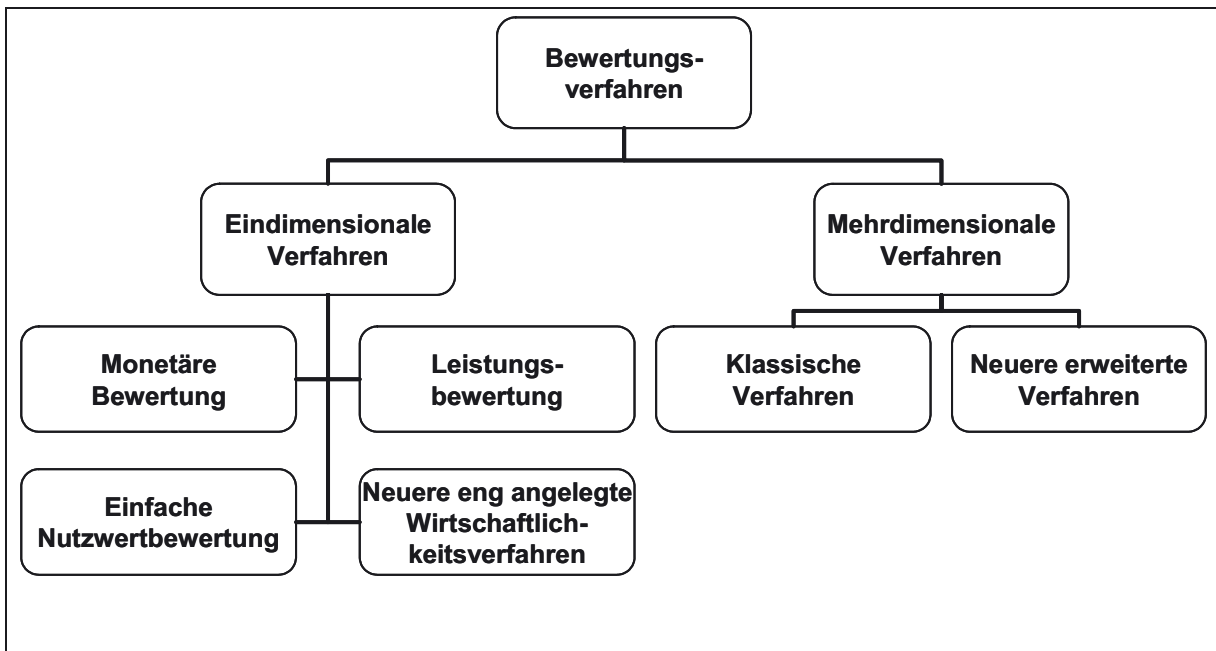 Bewertungs-
verfahren
Eindimensionale
Verfahren
Mehrdimensionale
Verfahren
Monetäre
Bewertung
Leistungs-
bewertung
Klassische
Verfahren
Neuere erweiterte
Verfahren
Einfache
Nutzwertbewertung
Neuere eng angelegte
Wirtschaftlich-
keitsverfahren